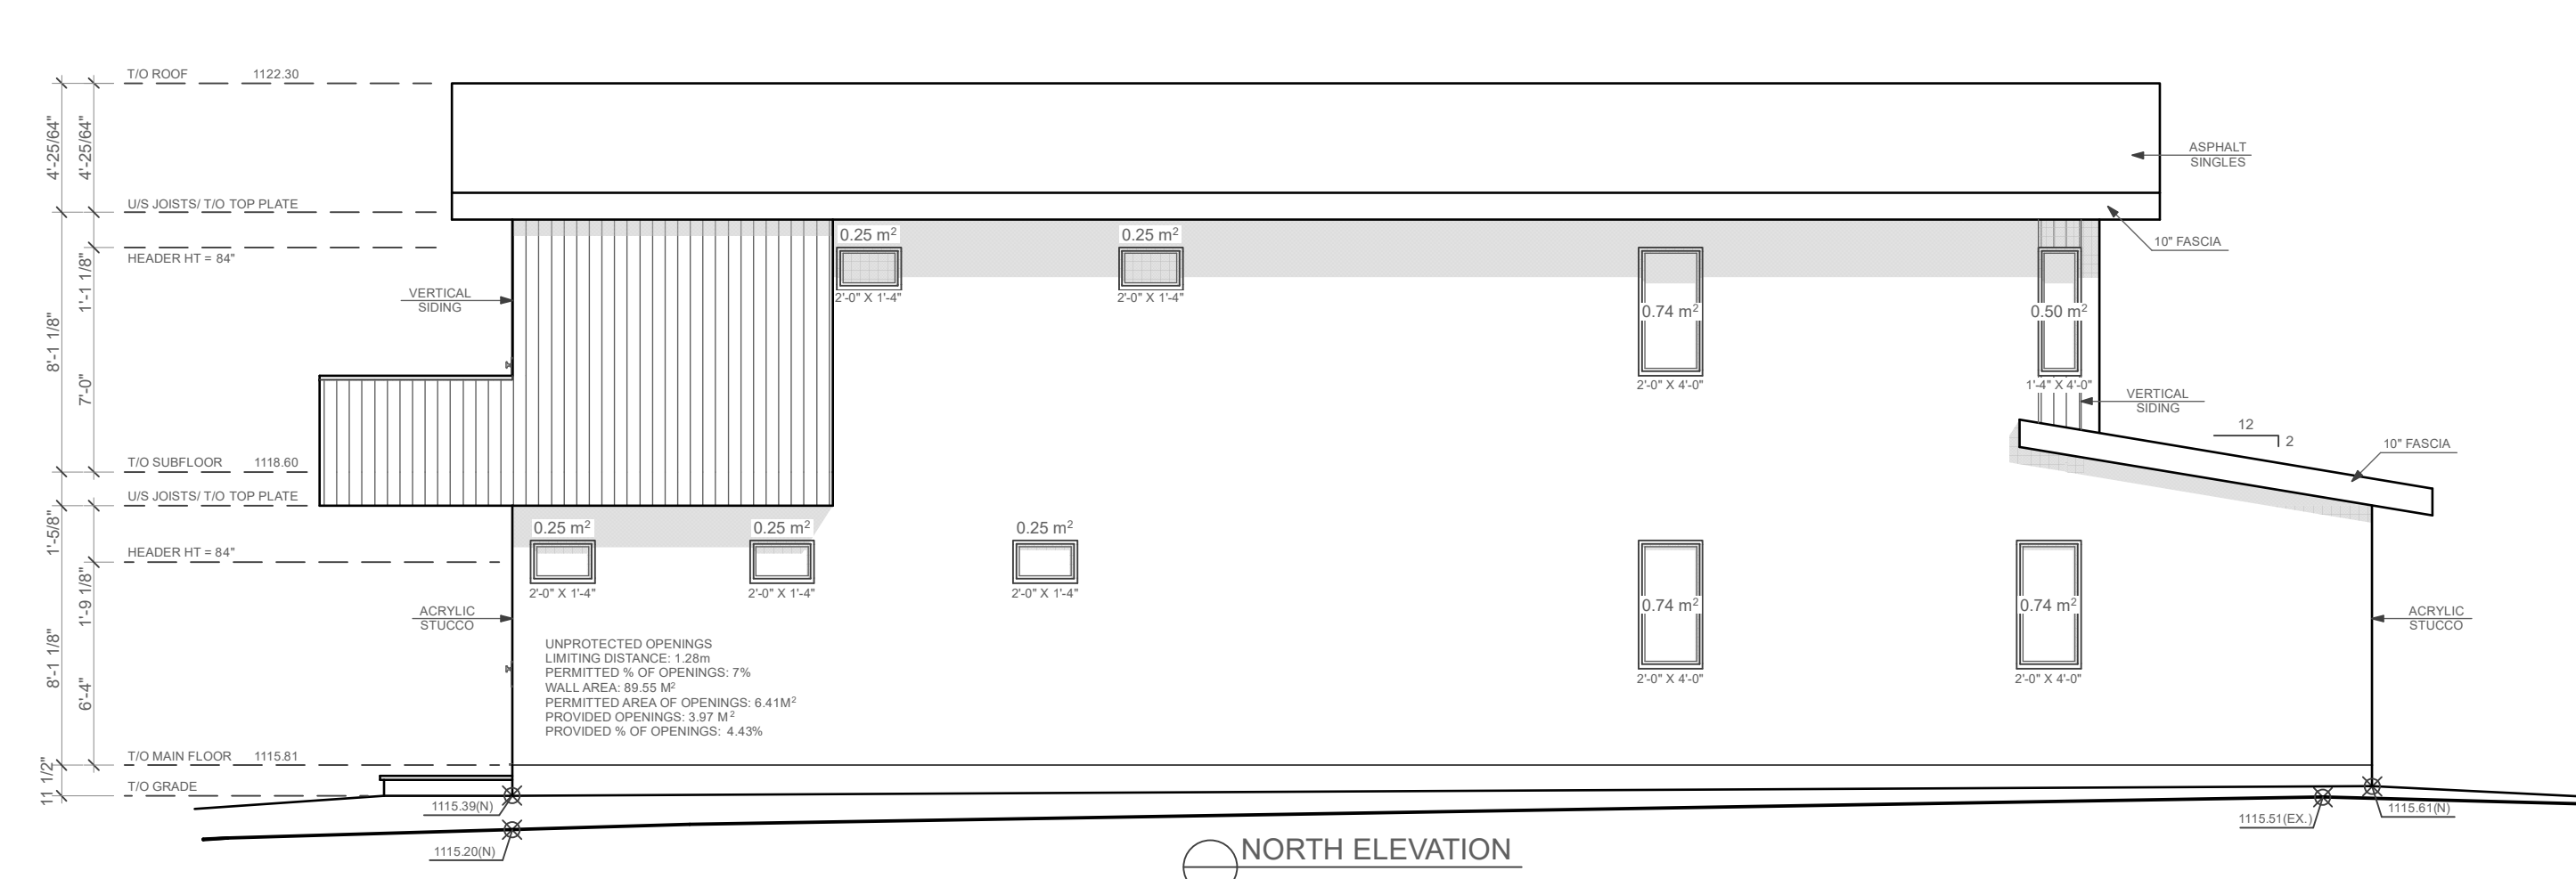 T/O ROOF 1122.30
4'-25/64"
4'-25/64"
ASPHALT
SINGLES
U/S JOISTS/ T/O TOP PLATE
10" FASCIA
HEADER HT = 84"
1'-1 1/8"
8'-1 1/8"
7'-0"
VERTICAL
SIDING
0.25 m²
2'-0" X 1'-4"
0.25 m²
2'-0" X 1'-4"
0.74 m²
2'-0" X 4'-0"
0.50 m²
1'-4" X 4'-0"
VERTICAL
SIDING
12
2
10" FASCIA
T/O SUBFLOOR 1118.60
U/S JOISTS/ T/O TOP PLATE
1'-5/8"
HEADER HT = 84"
1'-9 1/8"
8'-1 1/8"
6'-4"
0.25 m²
2'-0" X 1'-4"
0.25 m²
2'-0" X 1'-4"
0.25 m²
2'-0" X 1'-4"
0.74 m²
2'-0" X 4'-0"
0.74 m²
2'-0" X 4'-0"
ACRYLIC
STUCCO
ACRYLIC
STUCCO
UNPROTECTED OPENINGS
LIMITING DISTANCE: 1.28m
PERMITTED % OF OPENINGS: 7%
WALL AREA: 89.55 M²
PERMITTED AREA OF OPENINGS: 6.41M²
PROVIDED OPENINGS: 3.97 M²
PROVIDED % OF OPENINGS: 4.43%
T/O MAIN FLOOR 1115.81
11 1/2"
T/O GRADE
1115.39(N)
1115.20(N)
1115.51(EX.)
1115.61(N)
NORTH ELEVATION